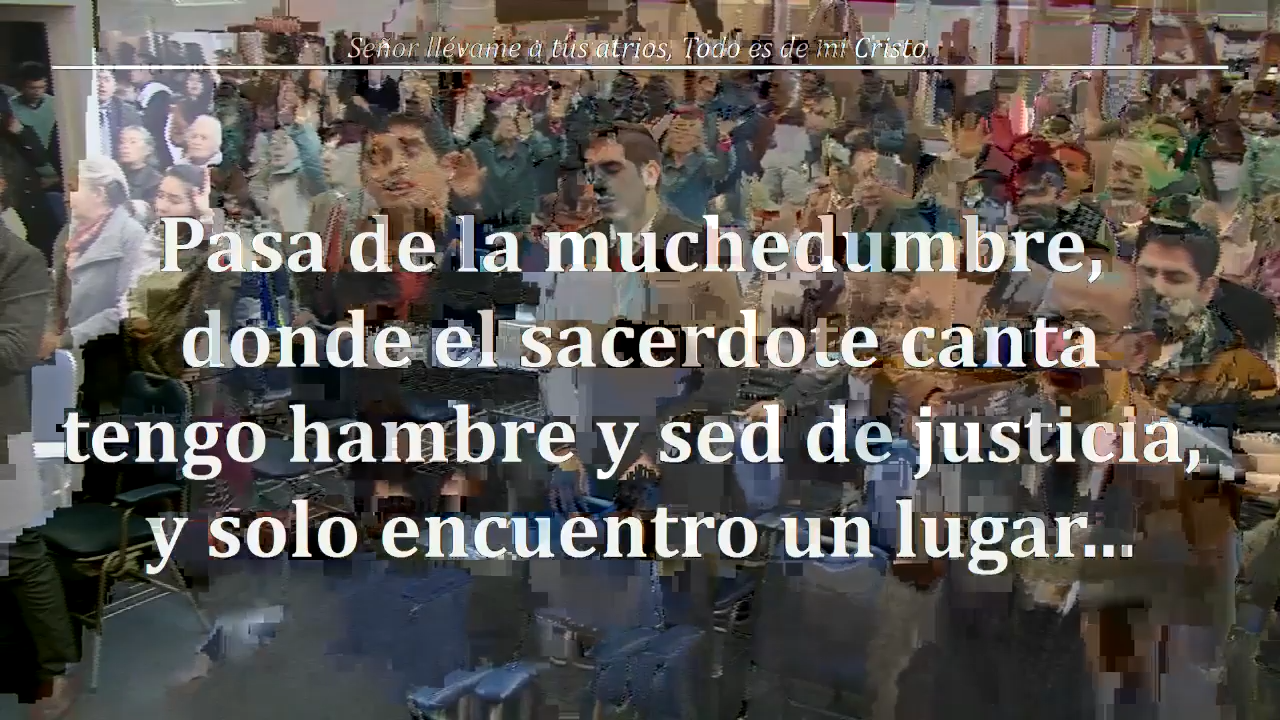 Señor llévame a tus atrios, Todo es de mi Cristo,
Pasa de la muchedumbre,
donde el sacerdote canta
tengo hambre y sed de justicia,
y solo encuentro un lugar...